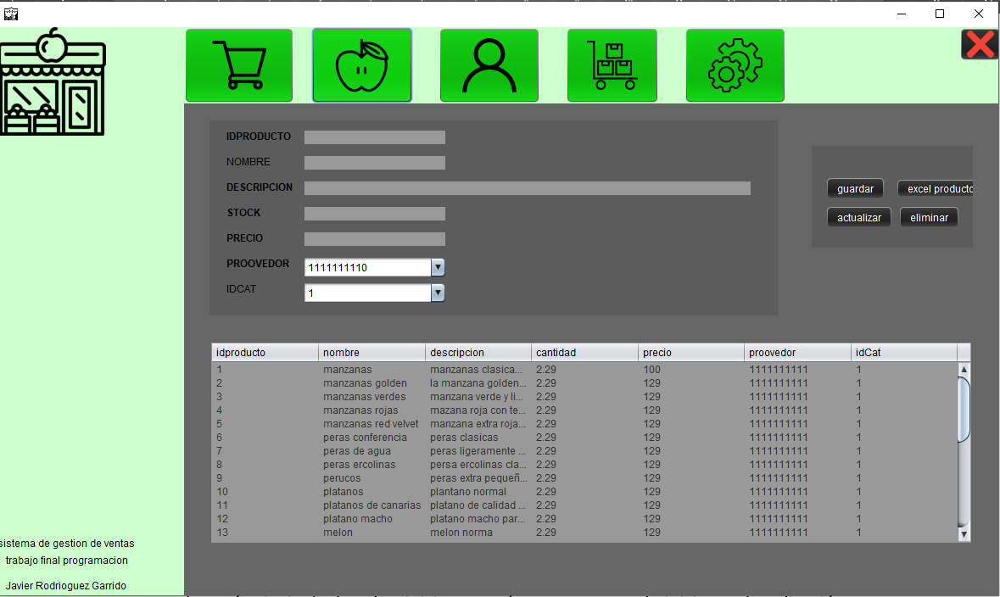 IDPRODUCTO
NOMBRE
DESCRIPCION
STOCK
PRECIO
PROOVEDOR 1111111110
IDCAT 1
guardar excel producto
actualizar eliminar
idproducto nombre descripcion cantidad precio proovedor idCat
1 manzanas manzanas clasica... 2.29 100 1111111111 1
2 manzanas golden la manzana golden... 2.29 129 1111111111 1
3 manzanas verdes manzana verde y li... 2.29 129 1111111111 1
4 manzanas rojas mazana roja con te... 2.29 129 1111111111 1
5 manzanas red velvet manzana extra roja... 2.29 129 1111111111 1
6 peras conferencia peras clasicas 2.29 129 1111111111 1
7 peras de agua peras ligeramente ... 2.29 129 1111111111 1
8 peras ercolinas persa ercolinas cla... 2.29 129 1111111111 1
9 perucos peras extra pequeñ... 2.29 129 1111111111 1
10 platanos plantano normal 2.29 129 1111111111 1
11 platanos de canarias platano de calidad ... 2.29 129 1111111111 1
12 platano macho platano macho par... 2.29 129 1111111111 1
13 melon melon norma 2.29 129 1111111111 1
sistema de gestion de ventas
trabajo final programacion
Javier Rodrioguez Garrido